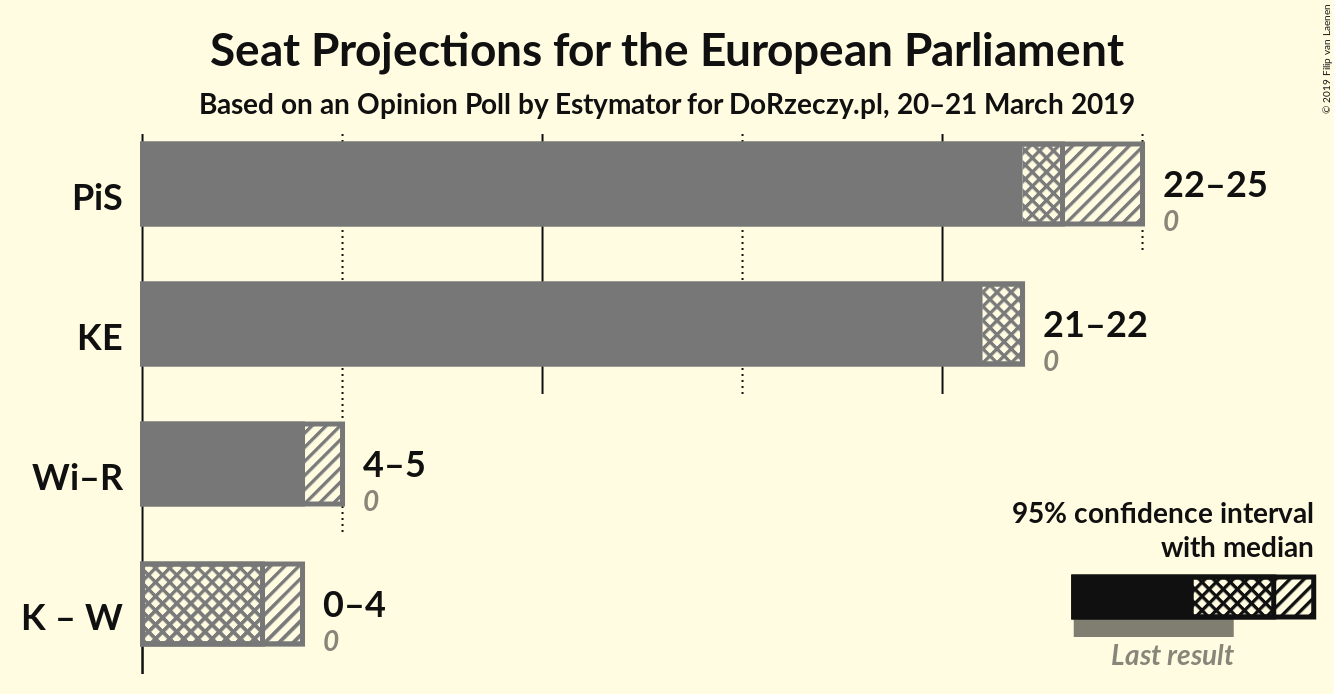 Seat Projections for the European Parliament
Based on an Opinion Poll by Estymator for DoRzeczy.pl, 20–21 March 2019
© 2019 Filip van Laenen
PiS
22–25
0
KE
21–22
0
Wi–R
4–5
0
K – W
0–4
0
95% confidence interval
with median
Last result